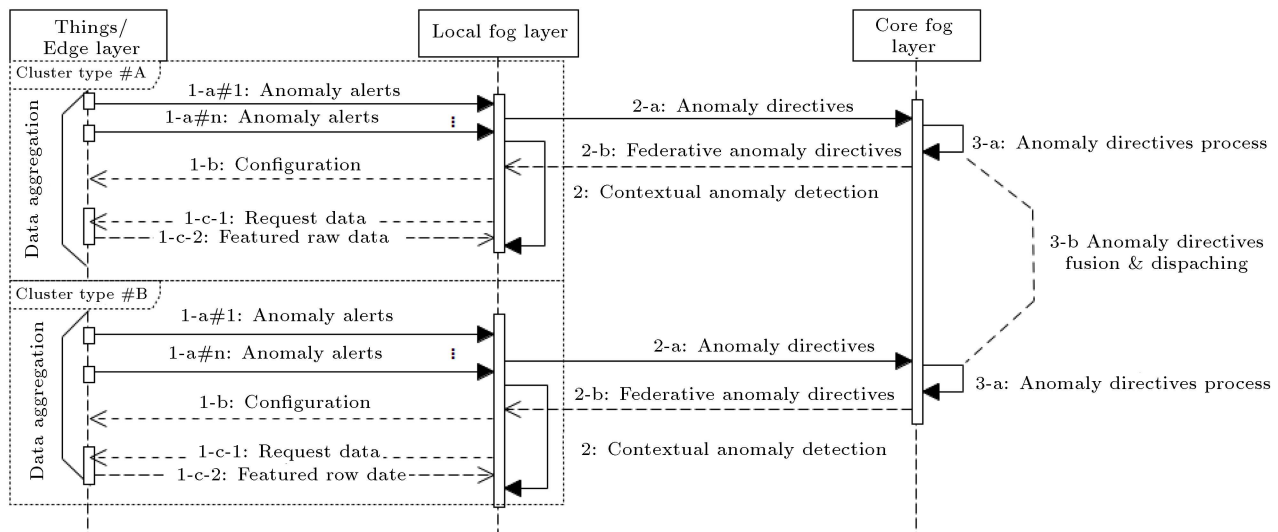 Things/
Edge layer
Local fog layer
Core fog
layer
Cluster type #A
Data aggregation
1-a#1: Anomaly alerts
1-a#n: Anomaly alerts
2-a: Anomaly directives
3-a: Anomaly directives process
2-b: Federative anomaly directives
1-b: Configuration
2: Contextual anomaly detection
1-c-1: Request data
1-c-2: Featured raw data
3-b Anomaly directives
fusion & dispaching
Cluster type #B
Data aggregation
1-a#1: Anomaly alerts
1-a#n: Anomaly alerts
2-a: Anomaly directives
3-a: Anomaly directives process
2-b: Federative anomaly directives
1-b: Configuration
2: Contextual anomaly detection
1-c-1: Request data
1-c-2: Featured row date